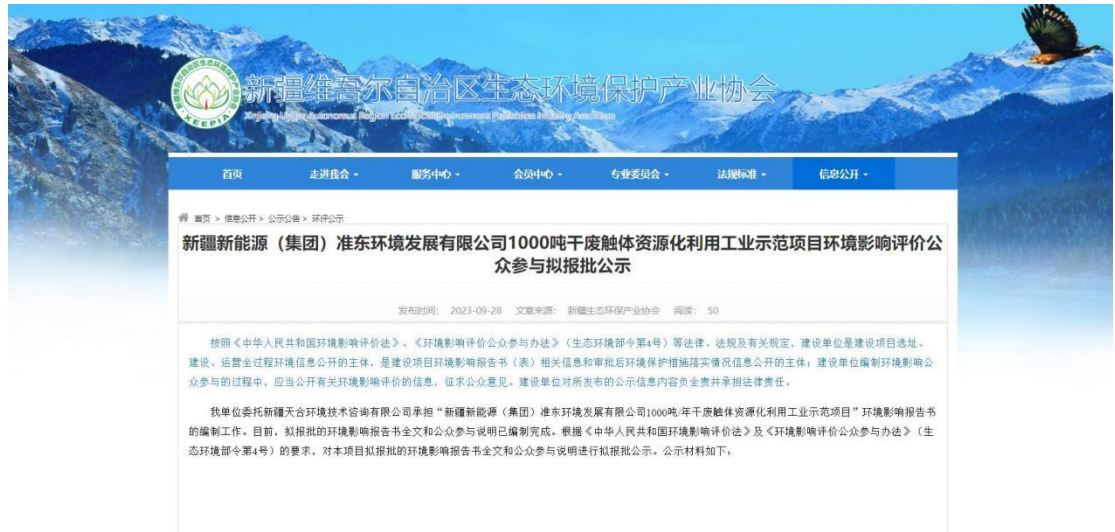 新疆维吾尔自治区生态环境保护产业协会
Xinjiang Uygur Autonomous Region Ecological Environment Protection Industry Association
XEEPIA
首页 走进我会 服务中心 会员中心 专业委员会 法规标准 信息公开
首页 > 信息公开 > 公示公告 > 环评公示
新疆新能源（集团）准东环境发展有限公司1000吨干废触体资源化利用工业示范项目环境影响评价公
众参与拟报批公示
发布时间： 2023-09-28 文章来源： 新疆生态环保产业协会 阅读： 50
按照《中华人民共和国环境影响评价法》、《环境影响评价公众参与办法》（生态环境部令第4号）等法律、法规及有关规定，建设单位是建设项目选址、
建设、运营全过程环境信息公开的主体，是建设项目环境影响报告书（表）相关信息和审批后环境保护措施落实情况信息公开的主体；建设单位编制环境影响公
众参与的过程中，应当公开有关环境影响评价的信息，征求公众意见。建设单位对所发布的公示信息内容负全责并承担法律责任。
我单位委托新疆天合环境技术咨询有限公司承担“新疆新能源（集团）准东环境发展有限公司1000吨/年干废触体资源化利用工业示范项目”环境影响报告书
的编制工作。目前，拟报批的环境影响报告书全文和公众参与说明已编制完成。根据《中华人民共和国环境影响评价法》及《环境影响评价公众参与办法》（生
态环境部令第4号）的要求，对本项目拟报批的环境影响报告书全文和公众参与说明进行拟报批公示。公示材料如下：